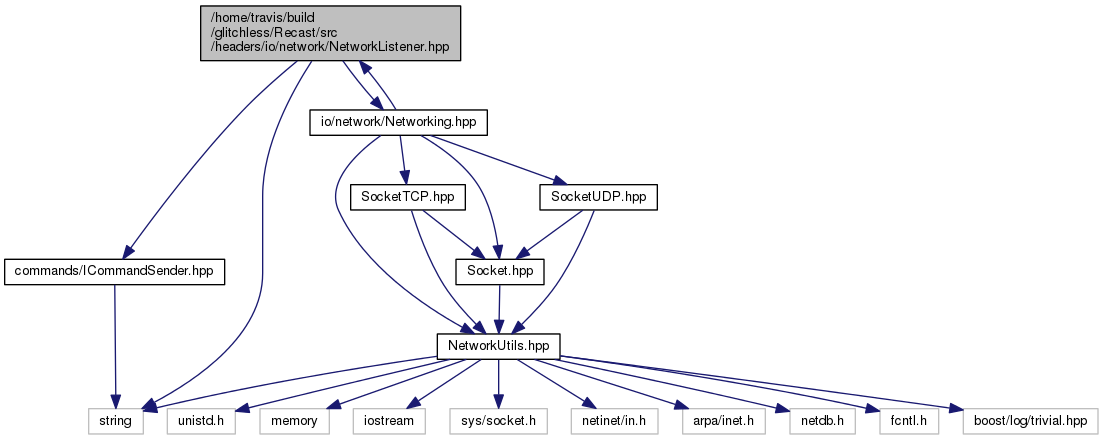 /home/travis/build
/glitchless/Recast/src
/headers/io/network/NetworkListener.hpp
io/network/Networking.hpp
SocketTCP.hpp
SocketUDP.hpp
commands/ICommandSender.hpp
Socket.hpp
NetworkUtils.hpp
string
unistd.h
memory
iostream
sys/socket.h
netinet/in.h
arpa/inet.h
netdb.h
fcntl.h
boost/log/trivial.hpp